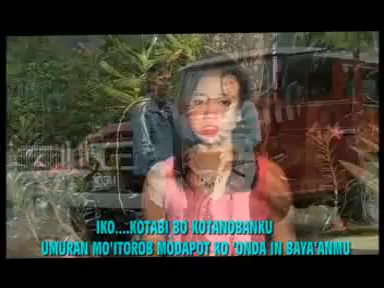 IKO....KOTABI BO KOTANOBANKU
UMURAN MO'ITOROB MODAPOT KO 'ONDA IN BAYA'ANMU